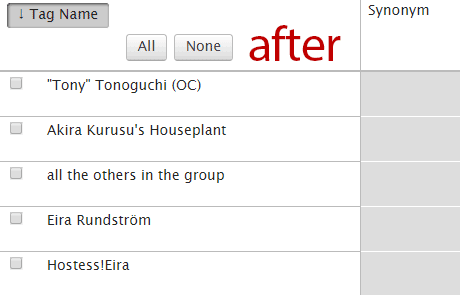 ↓ Tag Name
Synonym
All None after
"Tony" Tonoguchi (OC)
Akira Kurusu's Houseplant
all the others in the group
Eira Rundström
Hostess!Eira